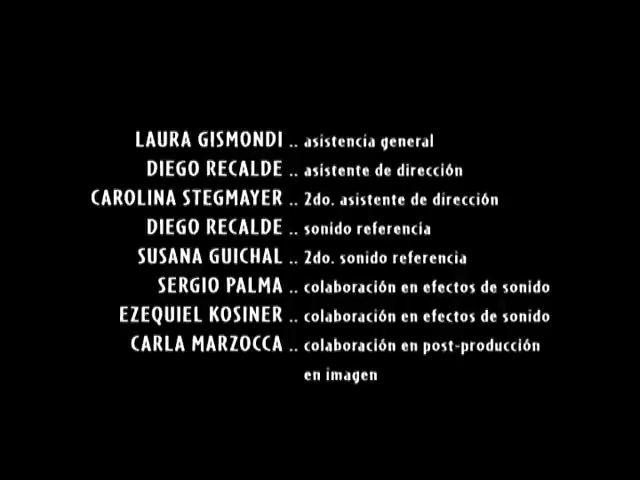 LAURA GISMONDI .. asistencia general
DIEGO RECALDE .. asistente de dirección
CAROLINA STEGMAYER .. 2do. asistente de dirección
DIEGO RECALDE .. sonido referencia
SUSANA GUICHAL .. 2do. sonido referencia
SERGIO PALMA .. colaboración en efectos de sonido
EZEQUIEL KOSINER .. colaboración en efectos de sonido
CARLA MARZOCCA .. colaboración en post-producción
en imagen